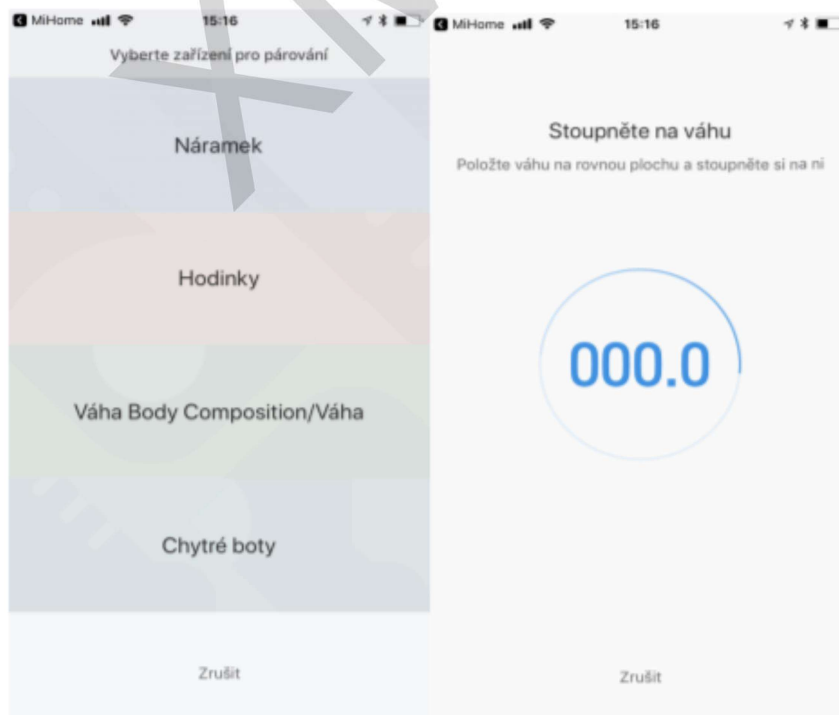 MiHome 15:16
Vyberte zařízení pro párování
Náramek
Hodinky
Váha Body Composition/Váha
Chytré boty
Zrušit
MiHome 15:16
Stoupněte na váhu
Položte váhu na rovnou plochu a stoupněte si na ni
000.0
Zrušit